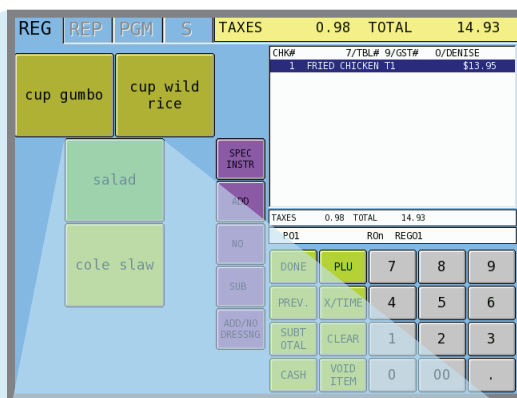 REG REP PGM S TAXES 0.98 TOTAL 14.93
CHK# 7/TBL# 9/GST# O/DENISE
1 FRIED CHICKEN T1 $13.95
cup gumbo
cup wild
rice
salad
cole slaw
SPEC
INSTR
ADD
NO
SUB
ADD/NO
DRESSNG
TAXES 0.98 TOTAL 14.93
PO1 ROn REG01
DONE PLU 7 8 9
PREV. X/TIME 4 5 6
SUBT
OTAL
CLEAR 1 2 3
CASH
VOID
ITEM
0 00 .